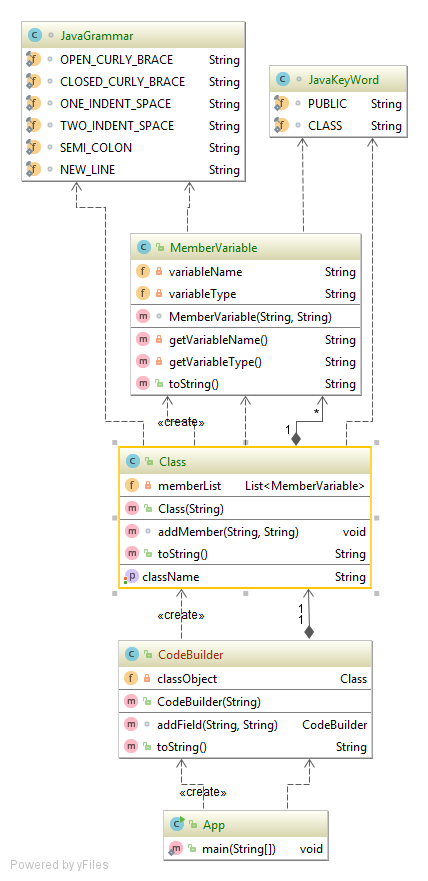 JavaGrammar
OPEN_CURLY_BRACE String
CLOSED_CURLY_BRACE String
ONE_INDENT_SPACE String
TWO_INDENT_SPACE String
SEMI_COLON String
NEW_LINE String
JavaKeyWord
PUBLIC String
CLASS String
MemberVariable
variableName String
variableType String
MemberVariable(String, String)
getVariableName() String
getVariableType() String
toString() String
«create»
1
*
Class
memberList List<MemberVariable>
Class(String)
addMember(String, String) void
toString() String
className String
«create»
1
1
CodeBuilder
classObject Class
CodeBuilder(String)
addField(String, String) CodeBuilder
toString() String
«create»
App
main(String[]) void
Powered by yFiles